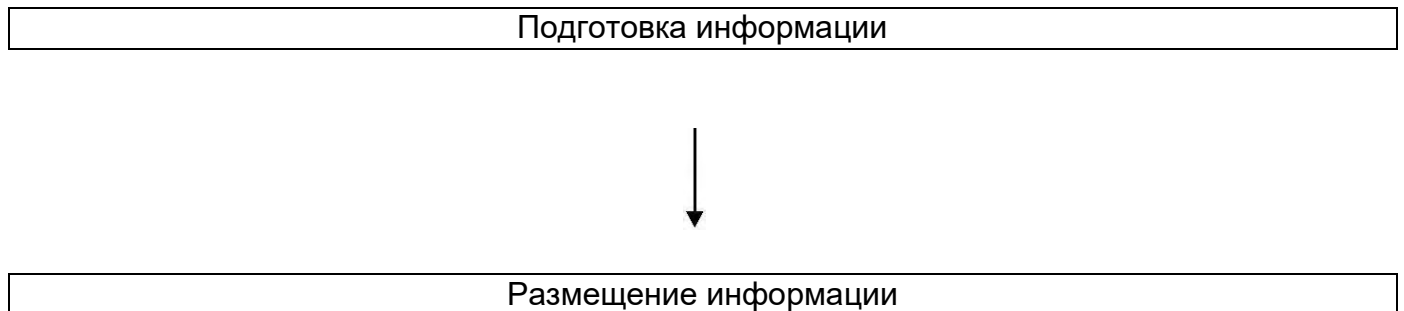 Подготовка информации
Размещение информации